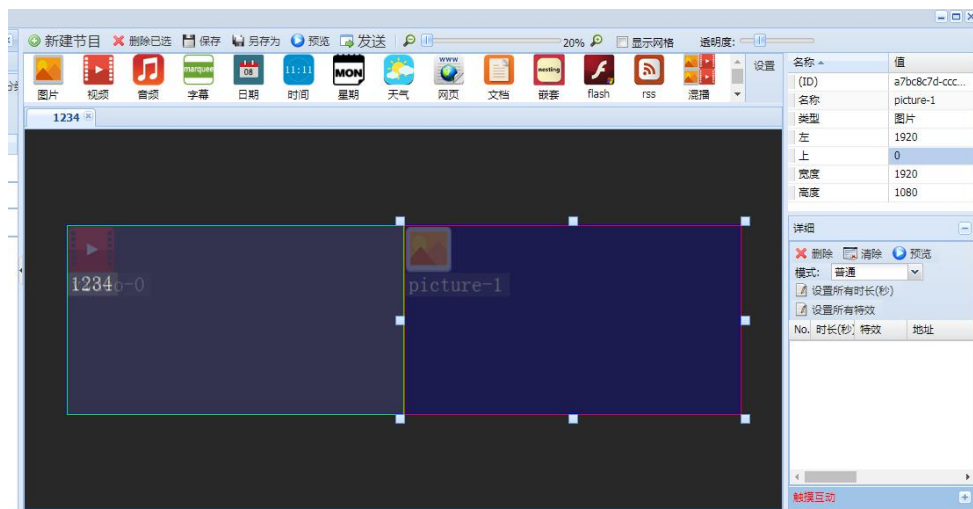 新建节目 删除已选 保存 另存为 预览 发送 20% 显示网格 透明度:
www marquee 08 11:11 MON nesting
图片 视频 音频 字幕 日期 时间 星期 天气 网页 文档 嵌套 flash rss 混播 设置
1234
1234
picture-1
名称 值
(ID) a7bc8c7d-ccc...
名称 picture-1
类型 图片
左 1920
上 0
宽度 1920
高度 1080
详细
删除 清除 预览
模式: 普通
设置所有时长(秒)
设置所有特效
No. 时长(秒) 特效 地址
触摸互动